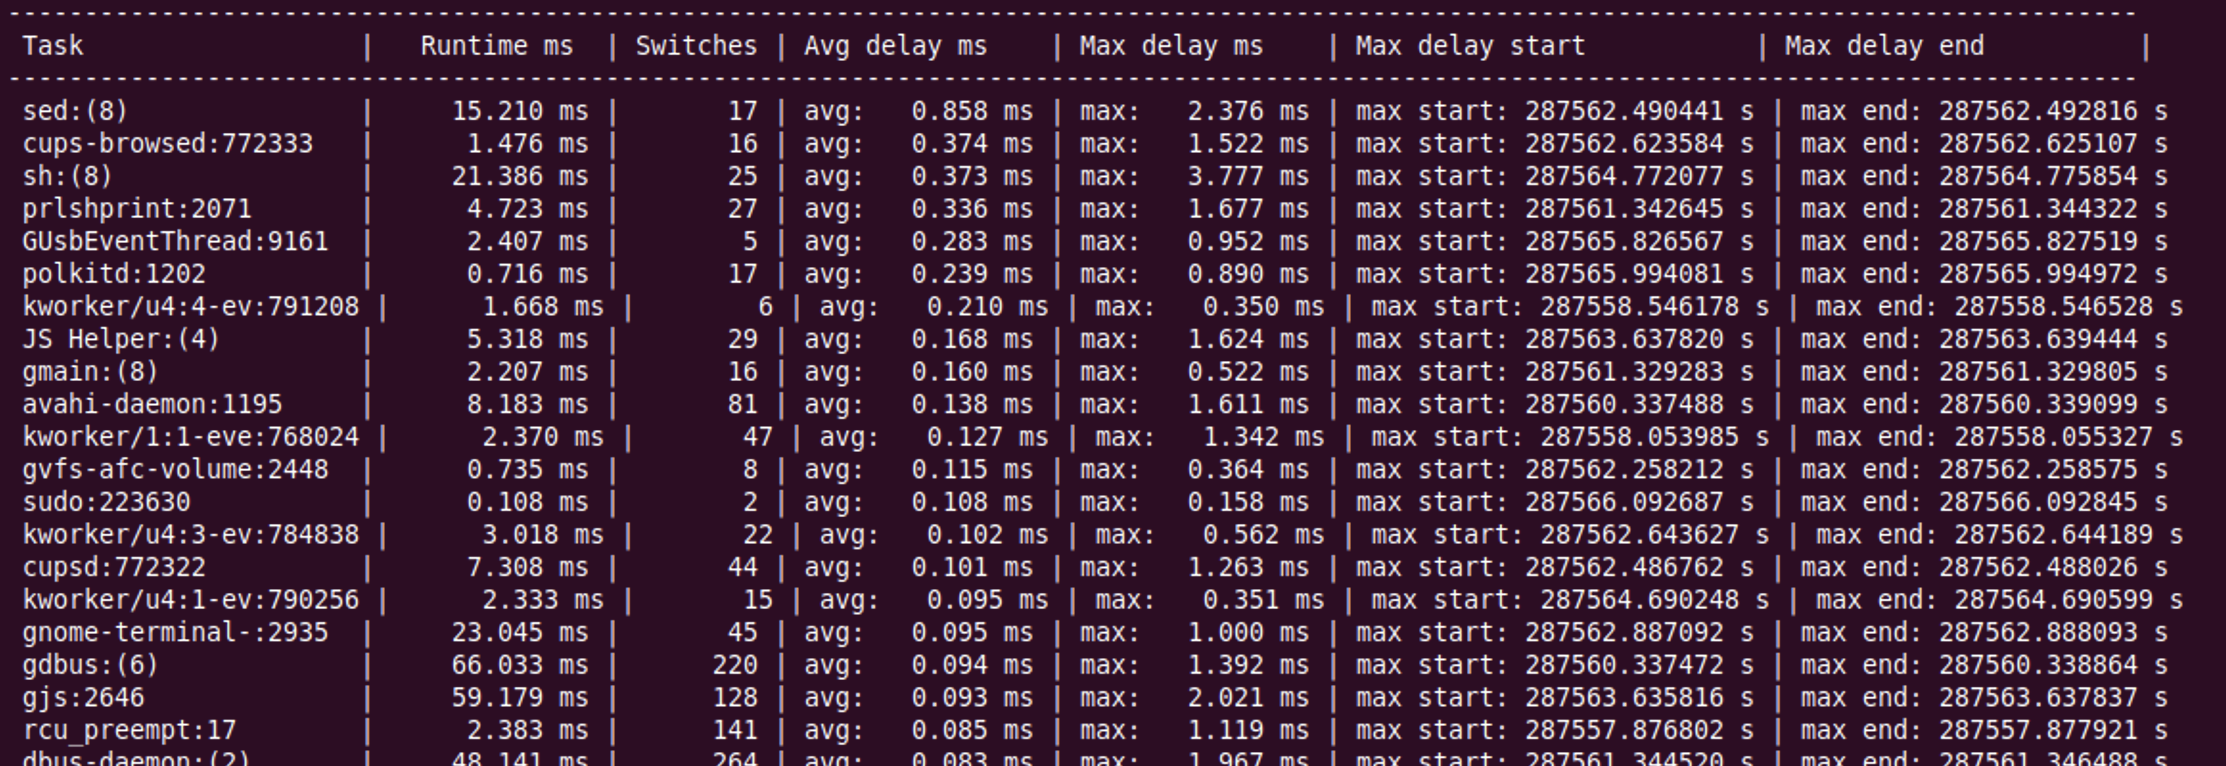 Task | Runtime ms | Switches | Avg delay ms | Max delay ms | Max delay start | Max delay end |
sed:(8) | 15.210 ms | 17 | avg: 0.858 ms | max: 2.376 ms | max start: 287562.490441 s | max end: 287562.492816 s
cups-browsed:772333 | 1.476 ms | 16 | avg: 0.374 ms | max: 1.522 ms | max start: 287562.623584 s | max end: 287562.625107 s
sh:(8) | 21.386 ms | 25 | avg: 0.373 ms | max: 3.777 ms | max start: 287564.772077 s | max end: 287564.775854 s
prlshprint:2071 | 4.723 ms | 27 | avg: 0.336 ms | max: 1.677 ms | max start: 287561.342645 s | max end: 287561.344322 s
GUsbEventThread:9161 | 2.407 ms | 5 | avg: 0.283 ms | max: 0.952 ms | max start: 287565.826567 s | max end: 287565.827519 s
polkitd:1202 | 0.716 ms | 17 | avg: 0.239 ms | max: 0.890 ms | max start: 287565.994081 s | max end: 287565.994972 s
kworker/u4:4-ev:791208 | 1.668 ms | 6 | avg: 0.210 ms | max: 0.350 ms | max start: 287558.546178 s | max end: 287558.546528 s
JS Helper:(4) | 5.318 ms | 29 | avg: 0.168 ms | max: 1.624 ms | max start: 287563.637820 s | max end: 287563.639444 s
gmain:(8) | 2.207 ms | 16 | avg: 0.160 ms | max: 0.522 ms | max start: 287561.329283 s | max end: 287561.329805 s
avahi-daemon:1195 | 8.183 ms | 81 | avg: 0.138 ms | max: 1.611 ms | max start: 287560.337488 s | max end: 287560.339099 s
kworker/1:1-eve:768024 | 2.370 ms | 47 | avg: 0.127 ms | max: 1.342 ms | max start: 287558.053985 s | max end: 287558.055327 s
gvfs-afc-volume:2448 | 0.735 ms | 8 | avg: 0.115 ms | max: 0.364 ms | max start: 287562.258212 s | max end: 287562.258575 s
sudo:223630 | 0.108 ms | 2 | avg: 0.108 ms | max: 0.158 ms | max start: 287566.092687 s | max end: 287566.092845 s
kworker/u4:3-ev:784838 | 3.018 ms | 22 | avg: 0.102 ms | max: 0.562 ms | max start: 287562.643627 s | max end: 287562.644189 s
cupsd:772322 | 7.308 ms | 44 | avg: 0.101 ms | max: 1.263 ms | max start: 287562.486762 s | max end: 287562.488026 s
kworker/u4:1-ev:790256 | 2.333 ms | 15 | avg: 0.095 ms | max: 0.351 ms | max start: 287564.690248 s | max end: 287564.690599 s
gnome-terminal-:2935 | 23.045 ms | 45 | avg: 0.095 ms | max: 1.000 ms | max start: 287562.887092 s | max end: 287562.888093 s
gdbus:(6) | 66.033 ms | 220 | avg: 0.094 ms | max: 1.392 ms | max start: 287560.337472 s | max end: 287560.338864 s
gjs:2646 | 59.179 ms | 128 | avg: 0.093 ms | max: 2.021 ms | max start: 287563.635816 s | max end: 287563.637837 s
rcu_preempt:17 | 2.383 ms | 141 | avg: 0.085 ms | max: 1.119 ms | max start: 287557.876802 s | max end: 287557.877921 s
dbus-daemon:(2) | 48.141 ms | 264 | avg: 0.083 ms | max: 1.967 ms | max start: 287561.344520 s | max end: 287561.346488 s